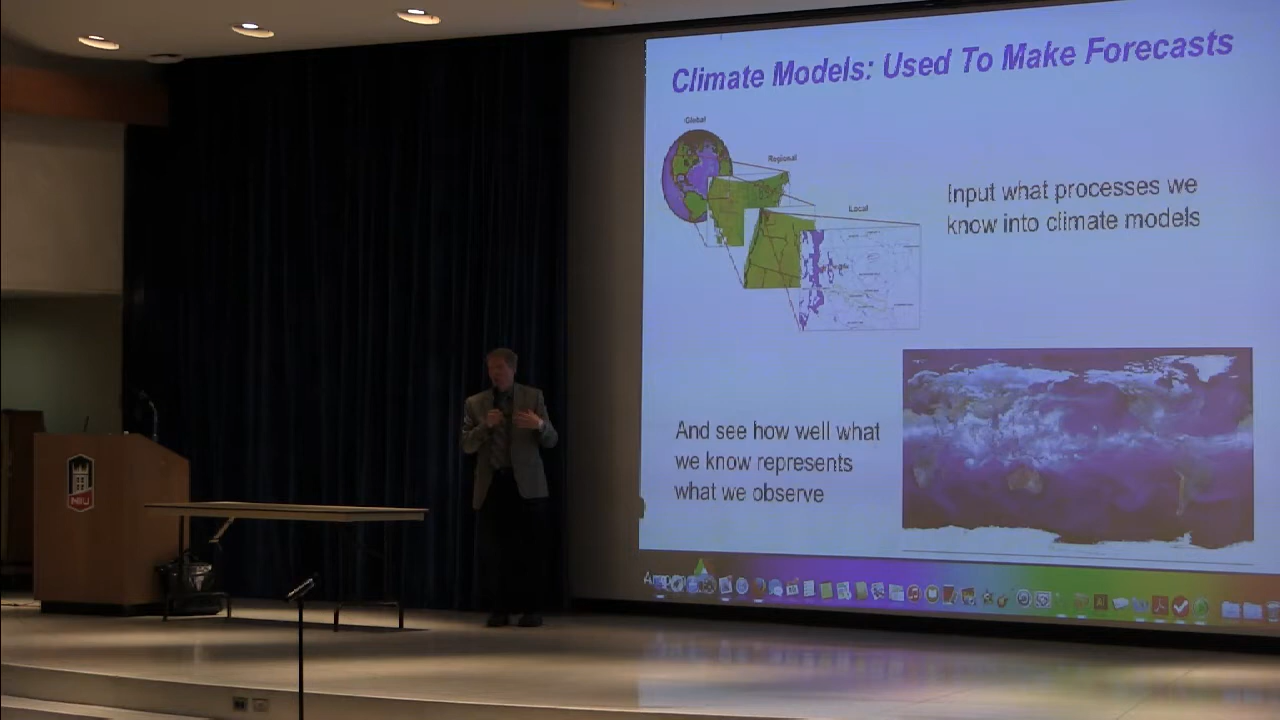 Climate Models: Used To Make Forecasts
Global
Regional
Local
Input what processes we
know into climate models
And see how well what
we know represents
what we observe
NIU